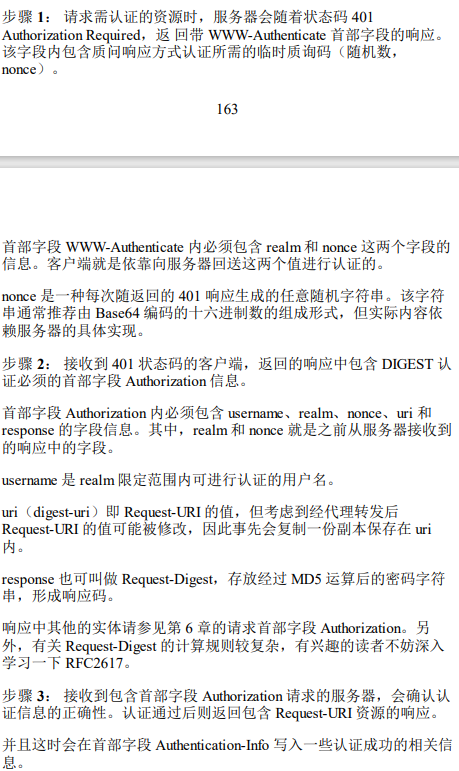 步骤 1： 请求需认证的资源时，服务器会随着状态码 401
Authorization Required，返 回带 WWW-Authenticate 首部字段的响应。
该字段内包含质问响应方式认证所需的临时质询码（随机数，
nonce）。
163
首部字段 WWW-Authenticate 内必须包含 realm 和 nonce 这两个字段的
信息。客户端就是依靠向服务器回送这两个值进行认证的。
nonce 是一种每次随返回的 401 响应生成的任意随机字符串。该字符
串通常推荐由 Base64 编码的十六进制数的组成形式，但实际内容依
赖服务器的具体实现。
步骤 2： 接收到 401 状态码的客户端，返回的响应中包含 DIGEST 认
证必须的首部字段 Authorization 信息。
首部字段 Authorization 内必须包含 username、realm、nonce、uri 和
response 的字段信息。其中，realm 和 nonce 就是之前从服务器接收到
的响应中的字段。
username 是 realm 限定范围内可进行认证的用户名。
uri（digest-uri）即 Request-URI 的值，但考虑到经代理转发后
Request-URI 的值可能被修改，因此事先会复制一份副本保存在 uri
内。
response 也可叫做 Request-Digest，存放经过 MD5 运算后的密码字符
串，形成响应码。
响应中其他的实体请参见第 6 章的请求首部字段 Authorization。另
外，有关 Request-Digest 的计算规则较复杂，有兴趣的读者不妨深入
学习一下 RFC2617。
步骤 3： 接收到包含首部字段 Authorization 请求的服务器，会确认认
证信息的正确性。认证通过后则返回包含 Request-URI 资源的响应。
并且这时会在首部字段 Authentication-Info 写入一些认证成功的相关信
息。